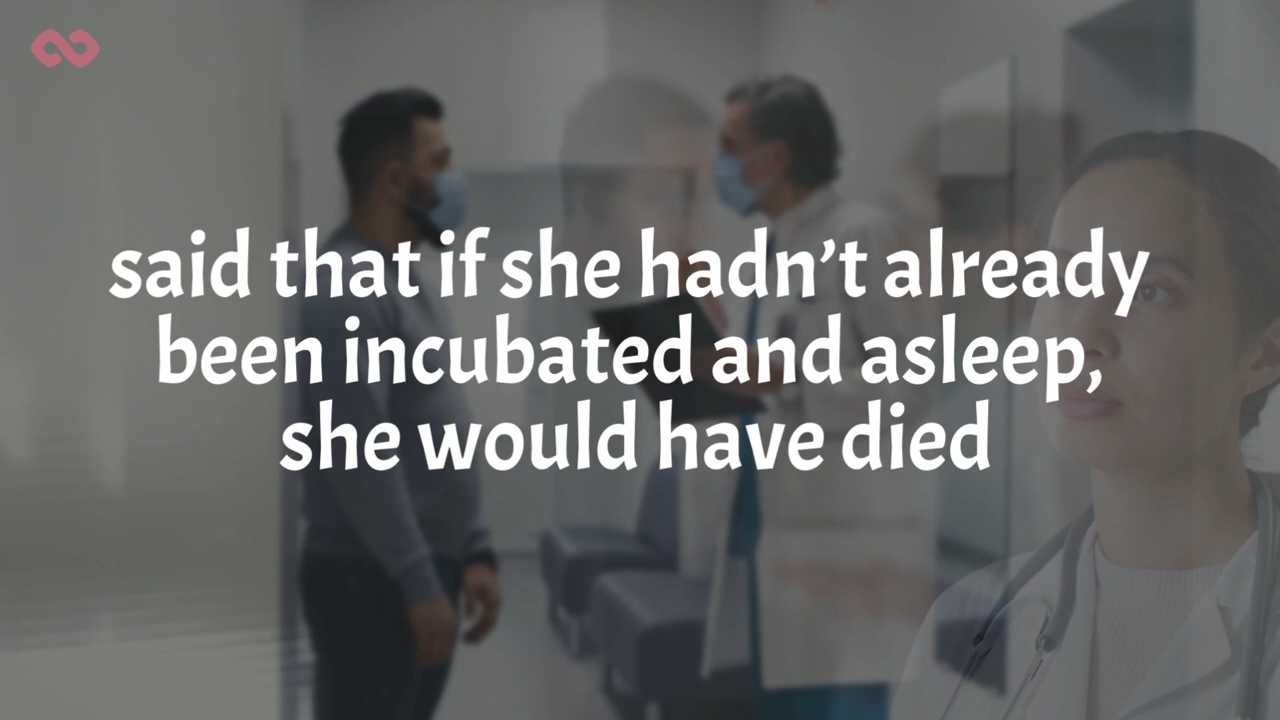 said that if she hadn’t already
been incubated and asleep,
she would have died